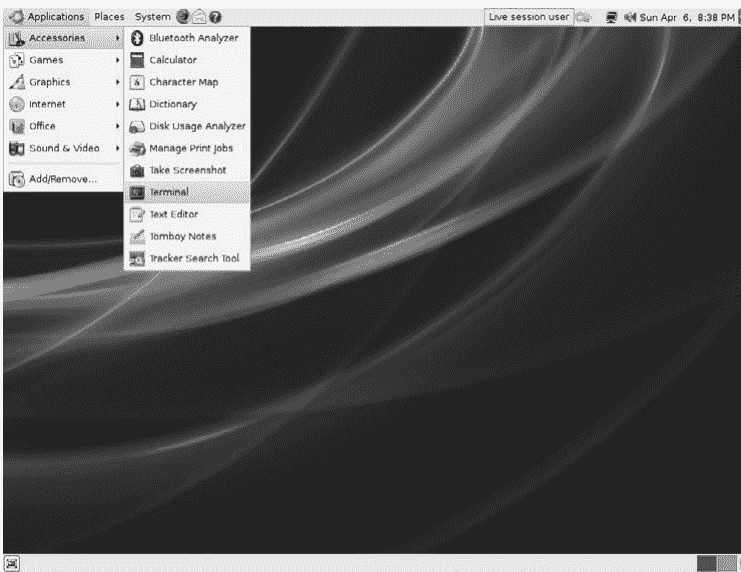 Applications Places System Live session user Sun Apr 6, 8:38 PM
Accessories
Games
Graphics
Internet
Office
Sound & Video
Add/Remove...
Bluetooth Analyzer
Calculator
Character Map
Dictionary
Disk Usage Analyzer
Manage Print Jobs
Take Screenshot
Terminal
Text Editor
Tomboy Notes
Tracker Search Tool